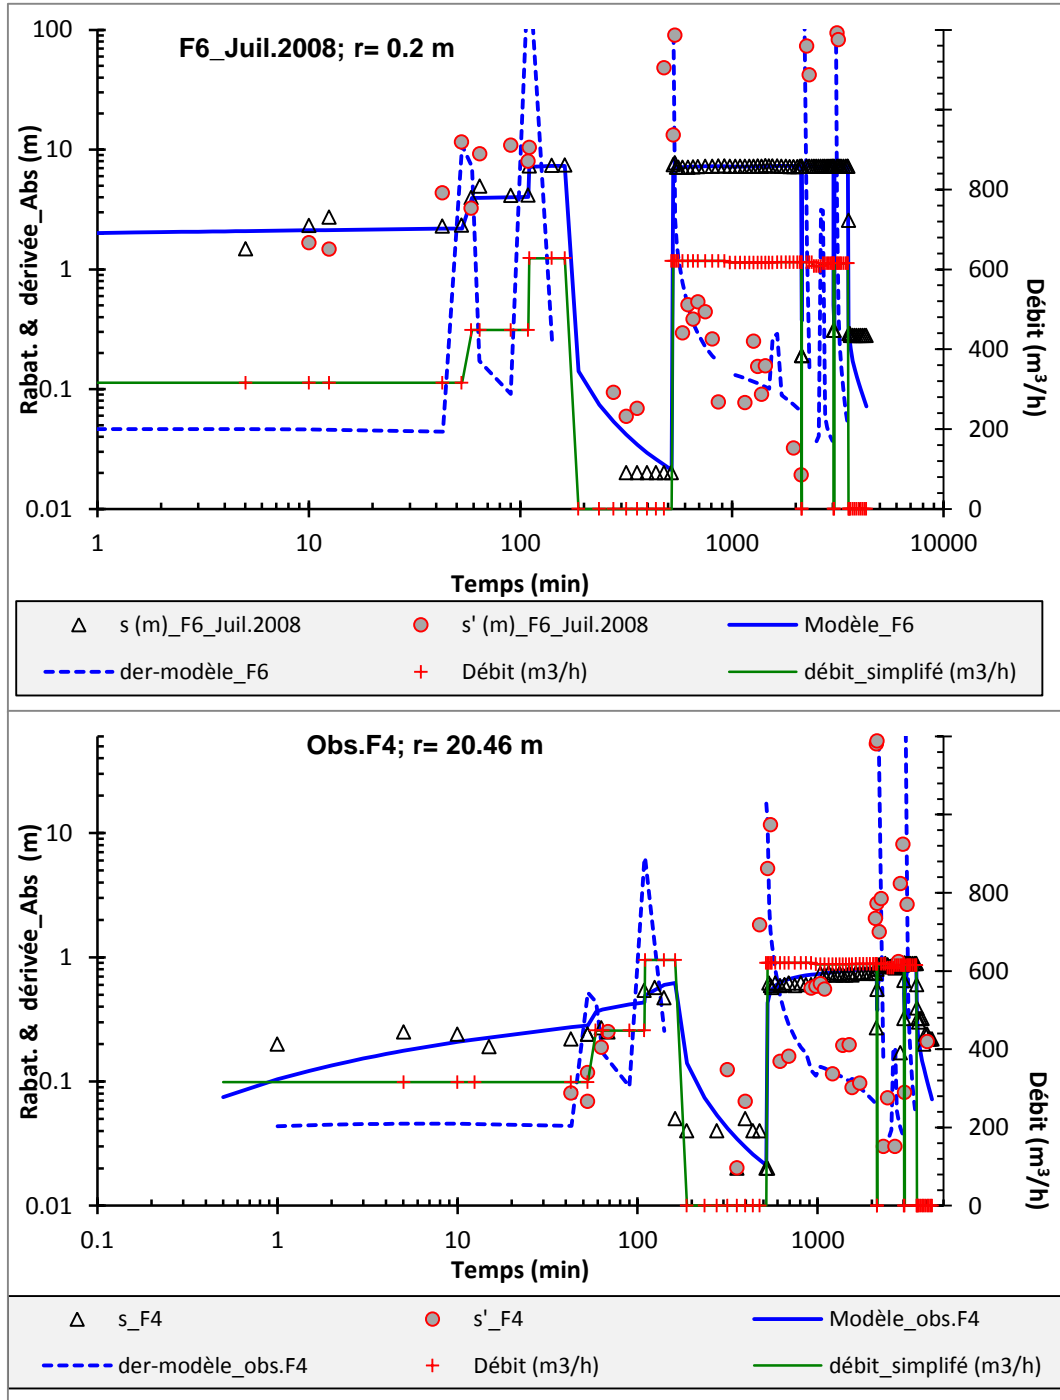 F6_Juil.2008; r= 0.2 m
Rabat. & dérivée_Abs (m)
100
10
1
0.1
0.01
800
600
400
200
0
Débit (m³/h)
1 10 100 1000 10000
Temps (min)
s (m)_F6_Juil.2008 s' (m)_F6_Juil.2008 Modèle_F6
der-modèle_F6 Débit (m3/h) débit_simplifé (m3/h)
Obs.F4; r= 20.46 m
Rabat. & dérivée_Abs (m)
10
1
0.1
0.01
800
600
400
200
0
Débit (m³/h)
0.1 1 10 100 1000
Temps (min)
s_F4 s'_F4 Modèle_obs.F4
der-modèle_obs.F4 Débit (m3/h) débit_simplifé (m3/h)